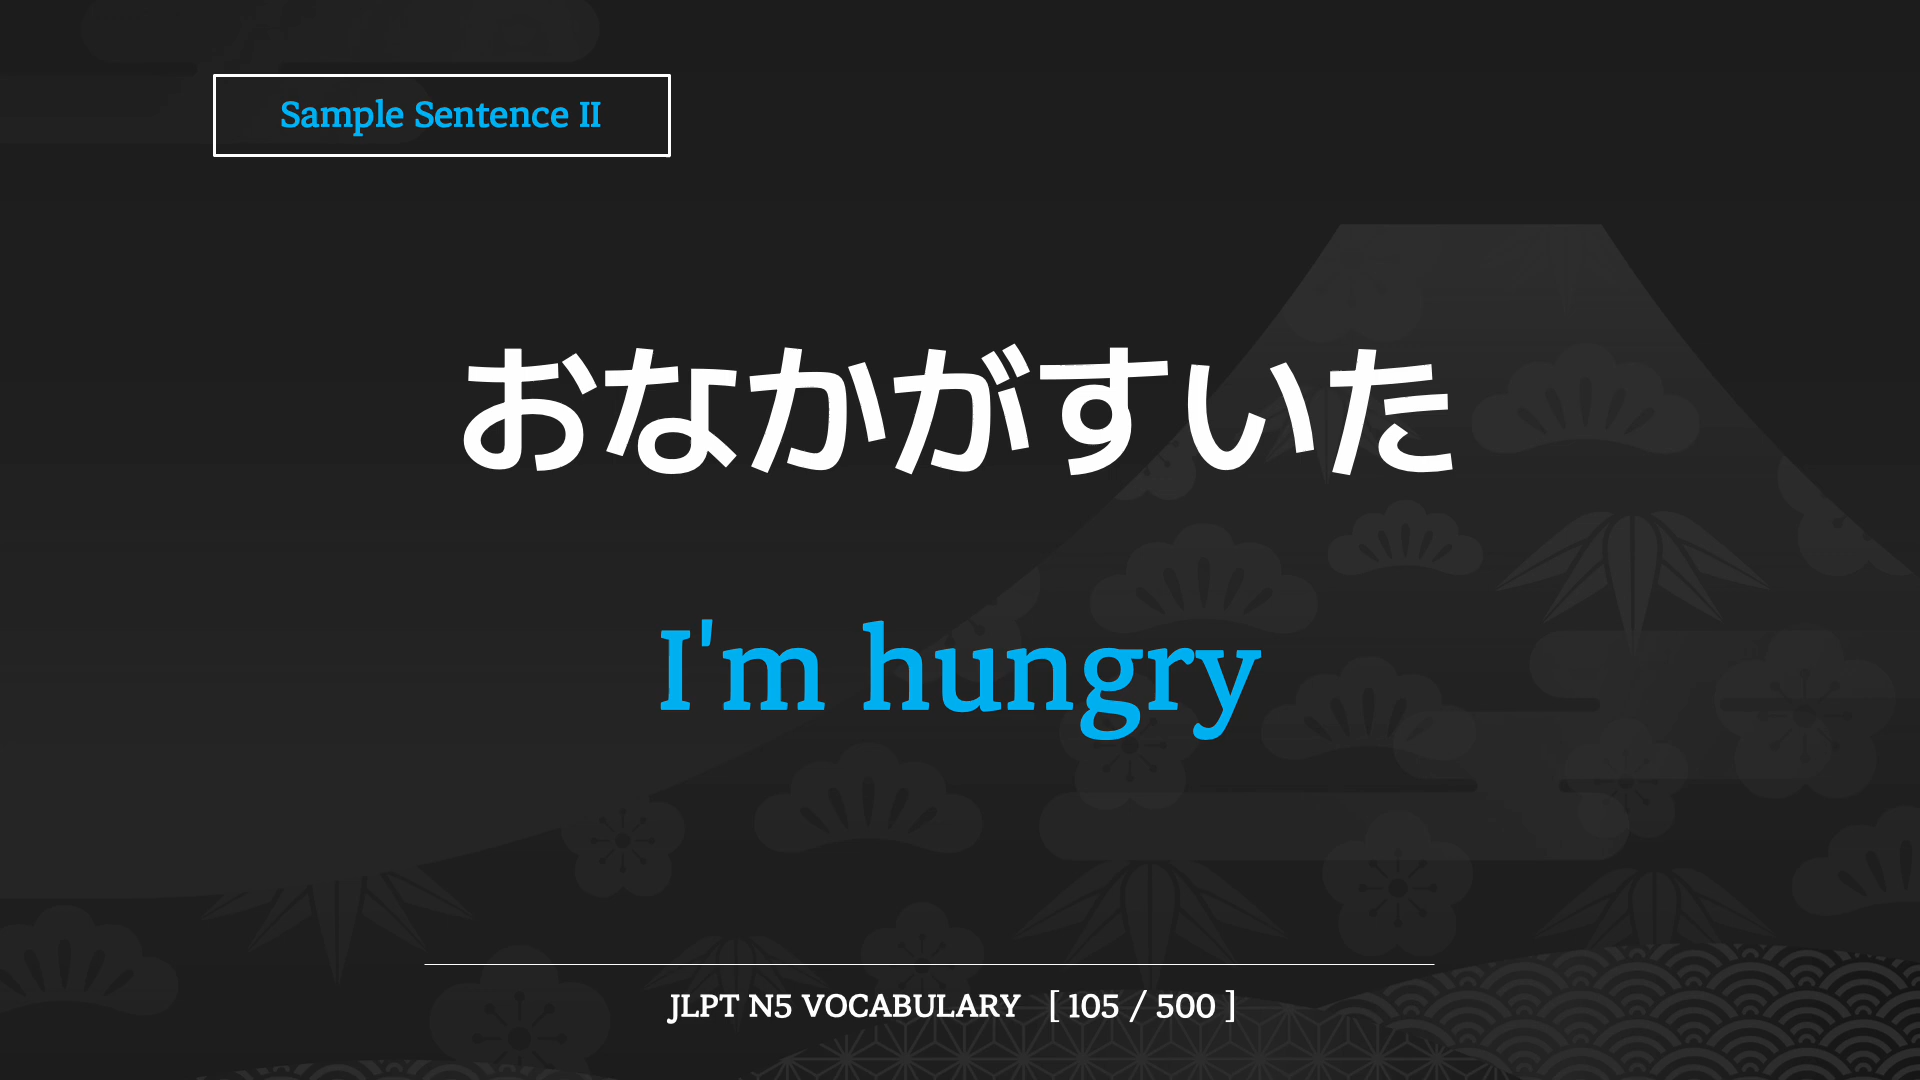 Sample Sentence II
おなかがすいた
I'm hungry
JLPT N5 VOCABULARY [ 105 / 500 ]